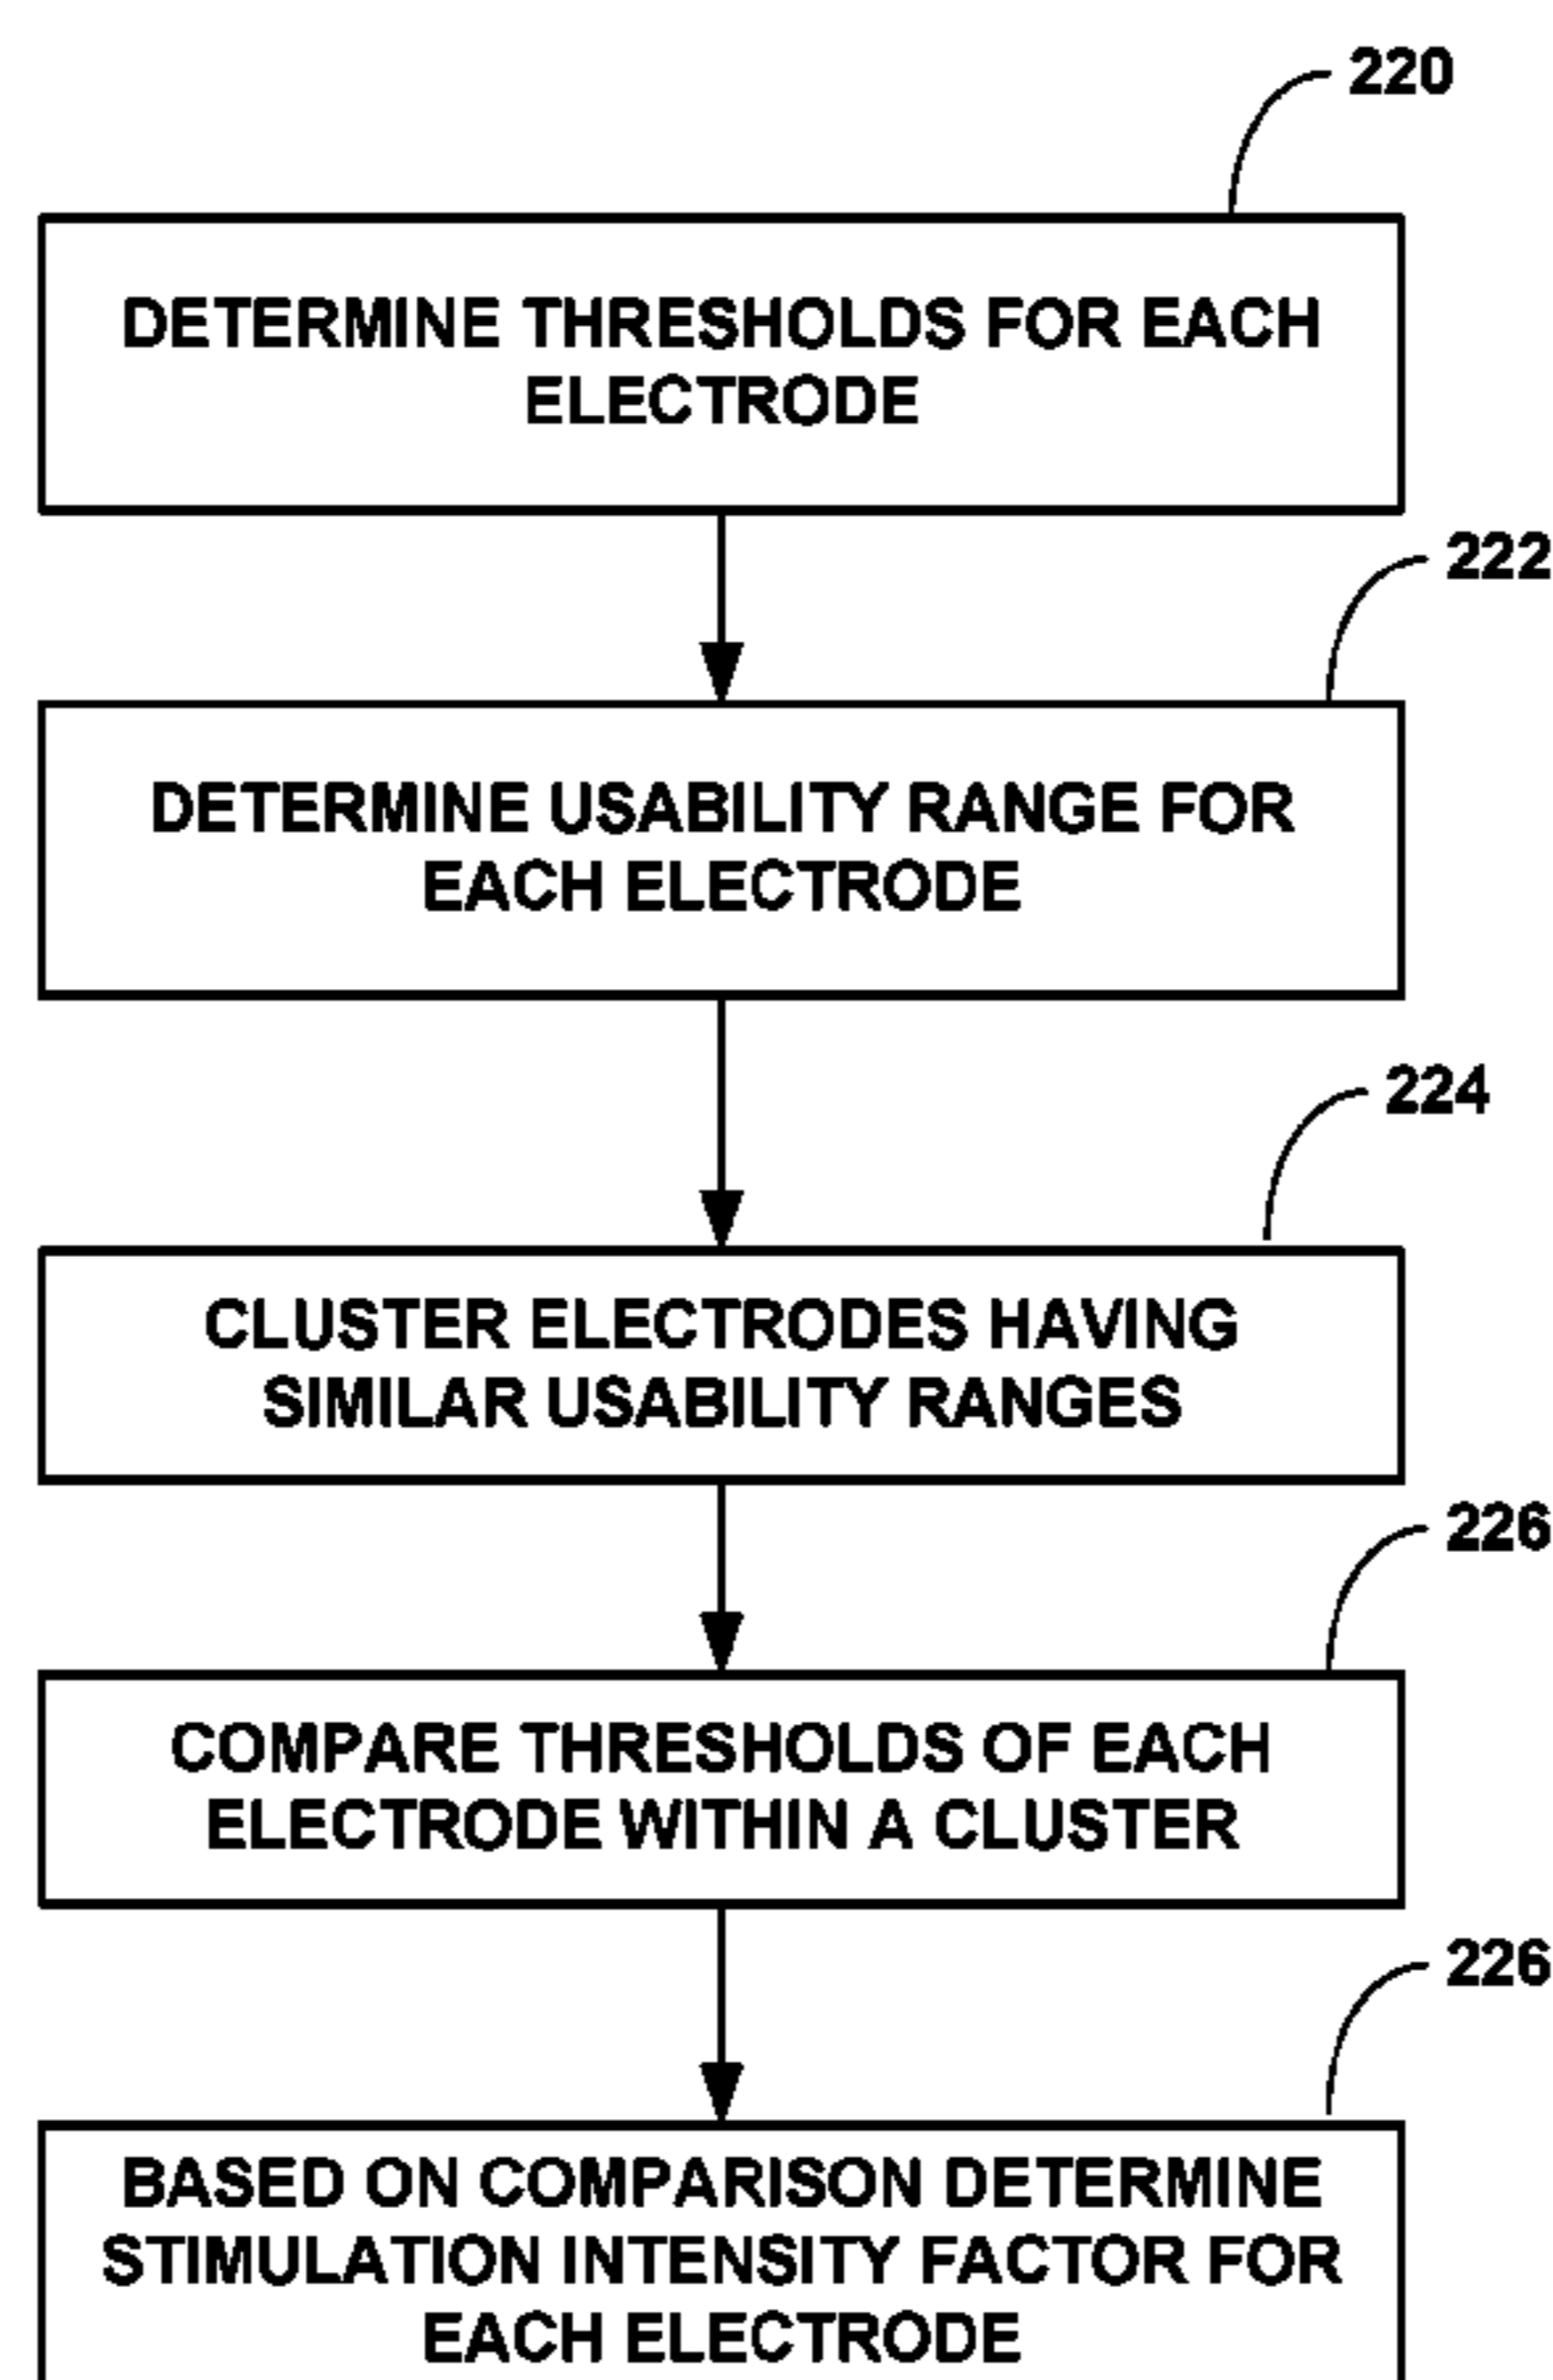 220
DETERMINE THRESHOLDS FOR EACH
ELECTRODE
222
DETERMINE USABILITY RANGE FOR
EACH ELECTRODE
224
CLUSTER ELECTRODES HAVING
SIMILAR USABILITY RANGES
226
COMPARE THRESHOLDS OF EACH
ELECTRODE WITHIN A CLUSTER
226
BASED ON COMPARISON DETERMINE
STIMULATION INTENSITY FACTOR FOR
EACH ELECTRODE